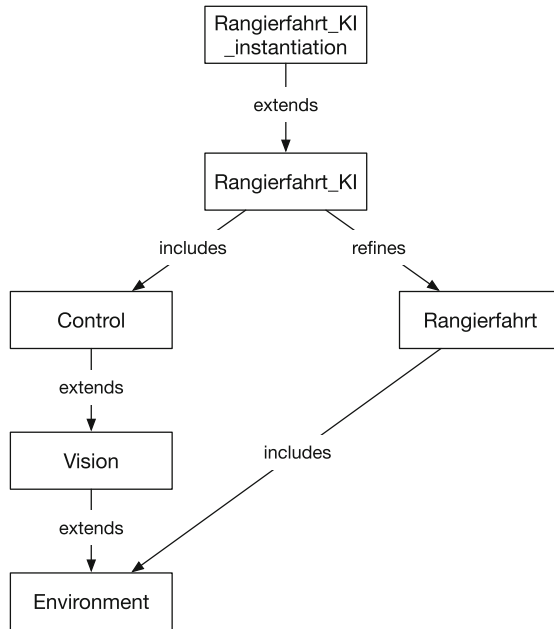 Rangierfahrt_KI
_instantiation
extends
Rangierfahrt_KI
includes
refines
Control
Rangierfahrt
extends
Vision
includes
extends
Environment